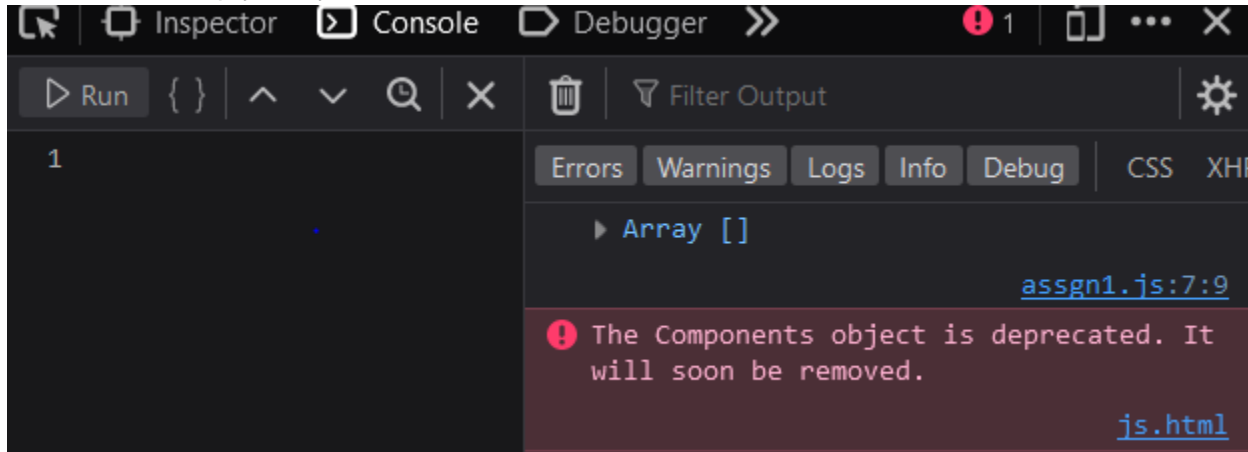 Inspector Console Debugger 1
Run { } Filter Output
1
Errors Warnings Logs Info Debug CSS
Array []
assgn1.js:7:9
The Components object is deprecated. It
will soon be removed.
js.html